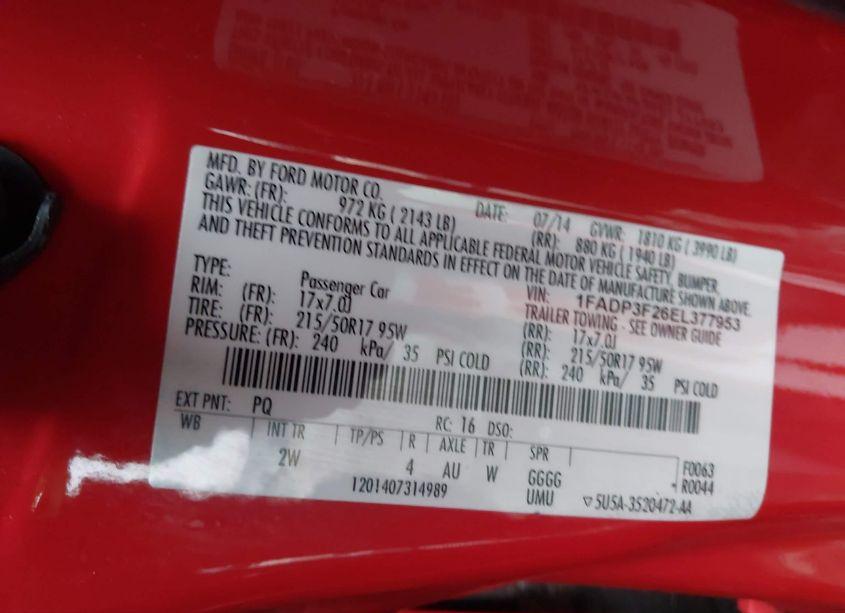 MFD. BY FORD MOTOR CO.
DATE: 07/14 GVWR: 1810 KG ( 3990 LB)
GAWR: (FR): 972 KG ( 2143 LB) (RR): 880 KG ( 1940 LB)
THIS VEHICLE CONFORMS TO ALL APPLICABLE FEDERAL MOTOR VEHICLE SAFETY, BUMPER,
AND THEFT PREVENTION STANDARDS IN EFFECT ON THE DATE OF MANUFACTURE SHOWN ABOVE.
VIN: 1FADP3F26EL377953
TYPE: Passenger Car TRAILER TOWING - SEE OWNER GUIDE
RIM: (FR): 17x7.0J (RR): 17x7.0J
TIRE: (FR): 215/50R17 95W (RR): 215/50R17 95W
PRESSURE: (FR): 240 kPa/ 35 PSI COLD (RR): 240 kPa/ 35 PSI COLD
EXT PNT: PQ RC: 16 DSO:
WB INT TR TP/PS R AXLE TR SPR F0063
2W 4 AU W GGGG R0044
1201407314989 UMU ▽5U5A-3520472-AA